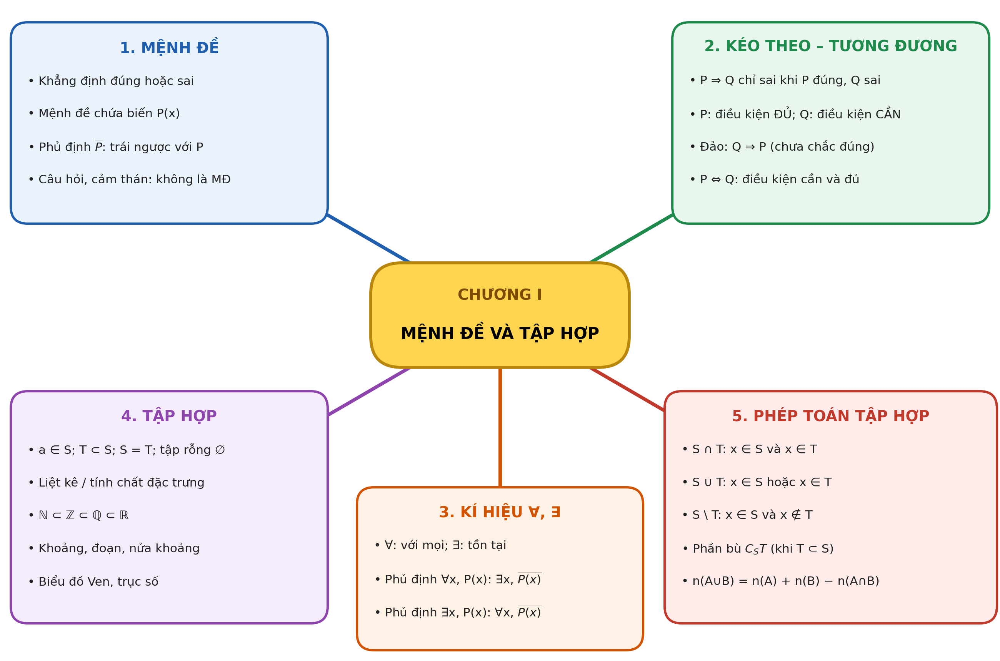 1. MỆNH ĐỀ
• Khẳng định đúng hoặc sai
• Mệnh đề chứa biến P(x)
• Phủ định P̅: trái ngược với P
• Câu hỏi, cảm thán: không là MĐ
2. KÉO THEO – TƯƠNG ĐƯƠNG
• P ⇒ Q chỉ sai khi P đúng, Q sai
• P: điều kiện ĐỦ; Q: điều kiện CẦN
• Đảo: Q ⇒ P (chưa chắc đúng)
• P ⇔ Q: điều kiện cần và đủ
CHƯƠNG I
MỆNH ĐỀ VÀ TẬP HỢP
4. TẬP HỢP
• a ∈ S; T ⊂ S; S = T; tập rỗng ∅
• Liệt kê / tính chất đặc trưng
• ℕ ⊂ ℤ ⊂ ℚ ⊂ ℝ
• Khoảng, đoạn, nửa khoảng
• Biểu đồ Ven, trục số
3. KÍ HIỆU ∀, ∃
• ∀: với mọi; ∃: tồn tại
• Phủ định ∀x, P(x): ∃x, P̅(̅x̅)̅
• Phủ định ∃x, P(x): ∀x, P̅(̅x̅)̅
5. PHÉP TOÁN TẬP HỢP
• S ∩ T: x ∈ S và x ∈ T
• S ∪ T: x ∈ S hoặc x ∈ T
• S \ T: x ∈ S và x ∉ T
• Phần bù C_S T (khi T ⊂ S)
• n(A∪B) = n(A) + n(B) − n(A∩B)